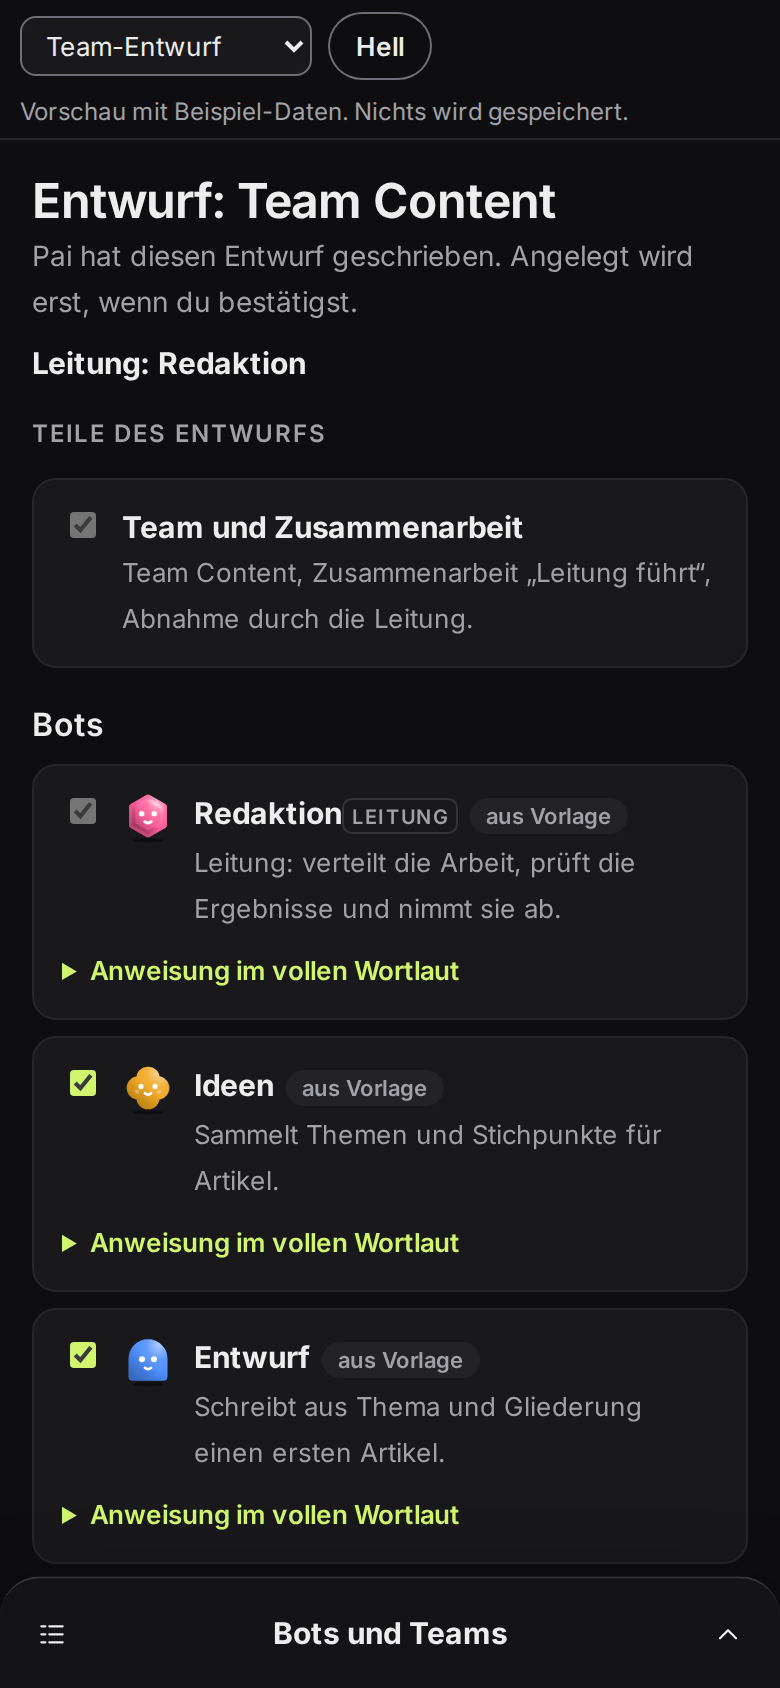 Team-Entwurf Hell
Vorschau mit Beispiel-Daten. Nichts wird gespeichert.
Entwurf: Team Content
Pai hat diesen Entwurf geschrieben. Angelegt wird
erst, wenn du bestätigst.
Leitung: Redaktion
TEILE DES ENTWURFS
Team und Zusammenarbeit
Team Content, Zusammenarbeit „Leitung führt“,
Abnahme durch die Leitung.
Bots
Redaktion LEITUNG aus Vorlage
Leitung: verteilt die Arbeit, prüft die
Ergebnisse und nimmt sie ab.
Anweisung im vollen Wortlaut
Ideen aus Vorlage
Sammelt Themen und Stichpunkte für
Artikel.
Anweisung im vollen Wortlaut
Entwurf aus Vorlage
Schreibt aus Thema und Gliederung
einen ersten Artikel.
Anweisung im vollen Wortlaut
Bots und Teams